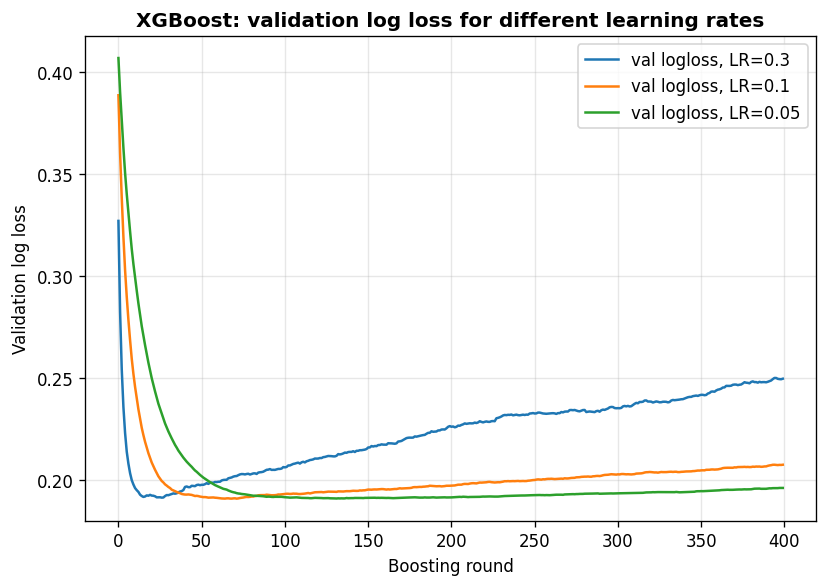 XGBoost: validation log loss for different learning rates
val logloss, LR=0.3
val logloss, LR=0.1
val logloss, LR=0.05
Validation log loss
0.40
0.35
0.30
0.25
0.20
0 50 100 150 200 250 300 350 400
Boosting round